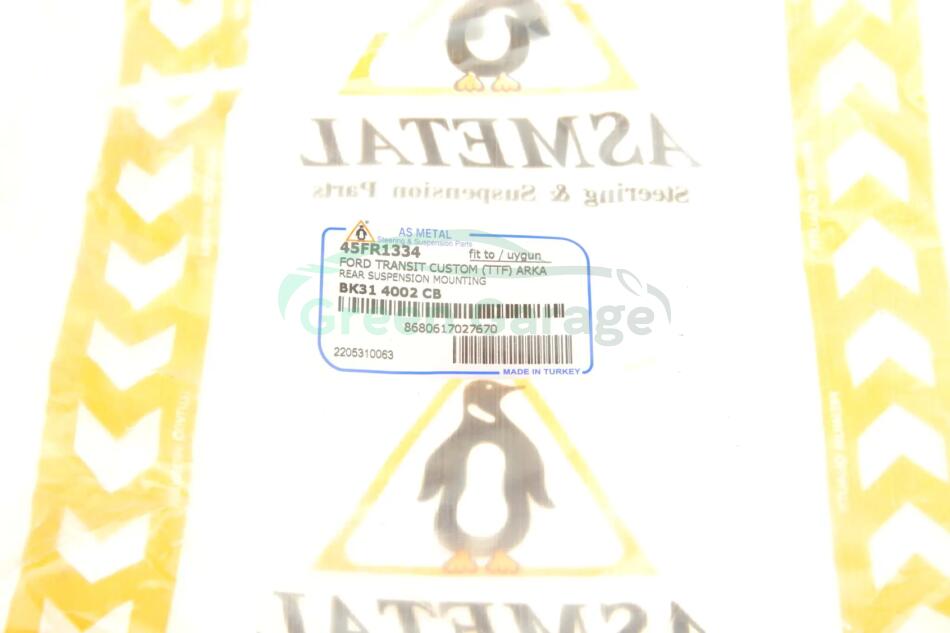 ASMETAL
Steering & Suspension Parts
AS METAL
Steering & Suspension Parts
45FR1334 fit to / uygun
FORD TRANSIT CUSTOM (TTF) ARKA
REAR SUSPENSION MOUNTING
BK31 4002 CB
Green Garage
8680617027670
2205310063
MADE IN TURKEY
ASMETAL
ASMETAL